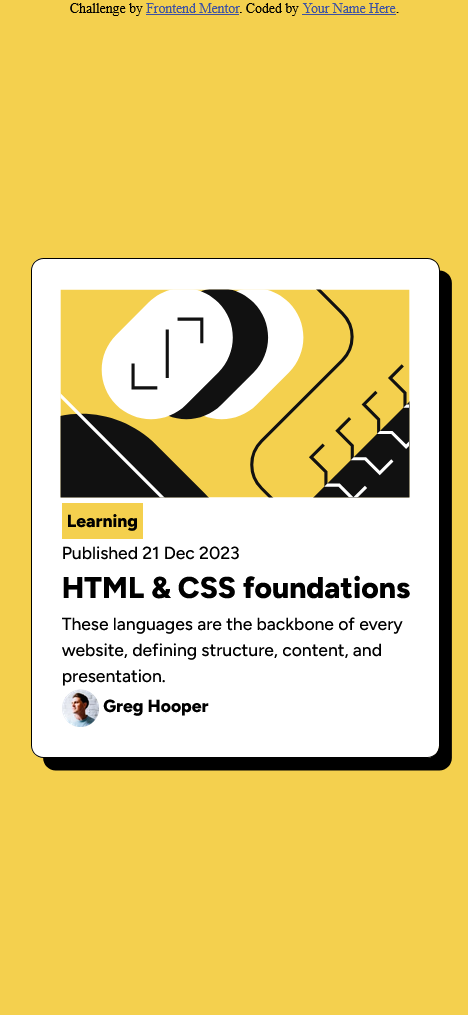 Challenge by Frontend Mentor. Coded by Your Name Here.
Learning
Published 21 Dec 2023
HTML & CSS foundations
These languages are the backbone of every
website, defining structure, content, and
presentation.
Greg Hooper